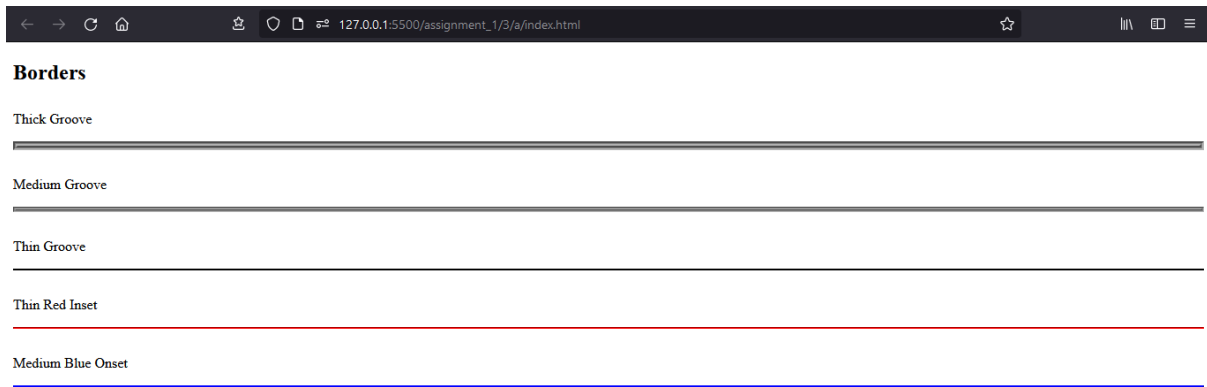 127.0.0.1:5500/assignment_1/3/a/index.html
Borders
Thick Groove
Medium Groove
Thin Groove
Thin Red Inset
Medium Blue Onset